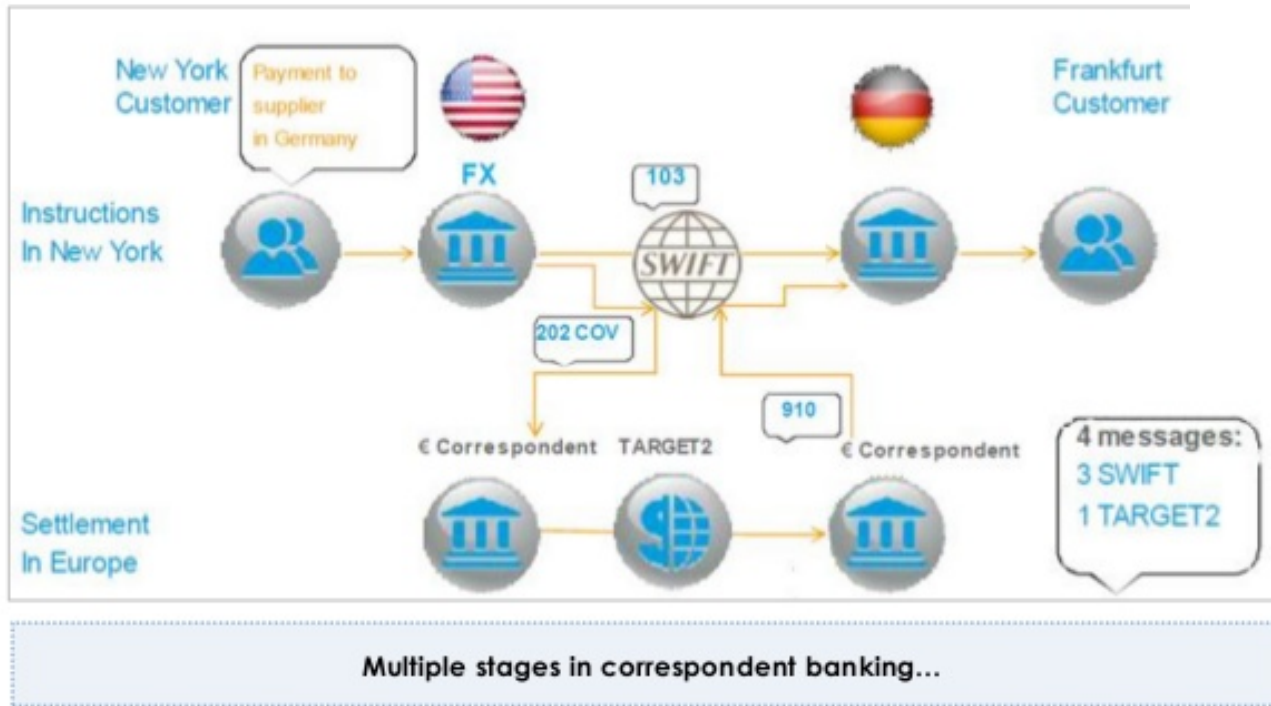 New York
Customer
Payment to
supplier
in Germany
Frankfurt
Customer
FX
103
Instructions
In New York
SWIFT
202 COV
910
€ Correspondent
TARGET2
€ Correspondent
4 messages:
3 SWIFT
1 TARGET2
Settlement
In Europe
Multiple stages in correspondent banking...